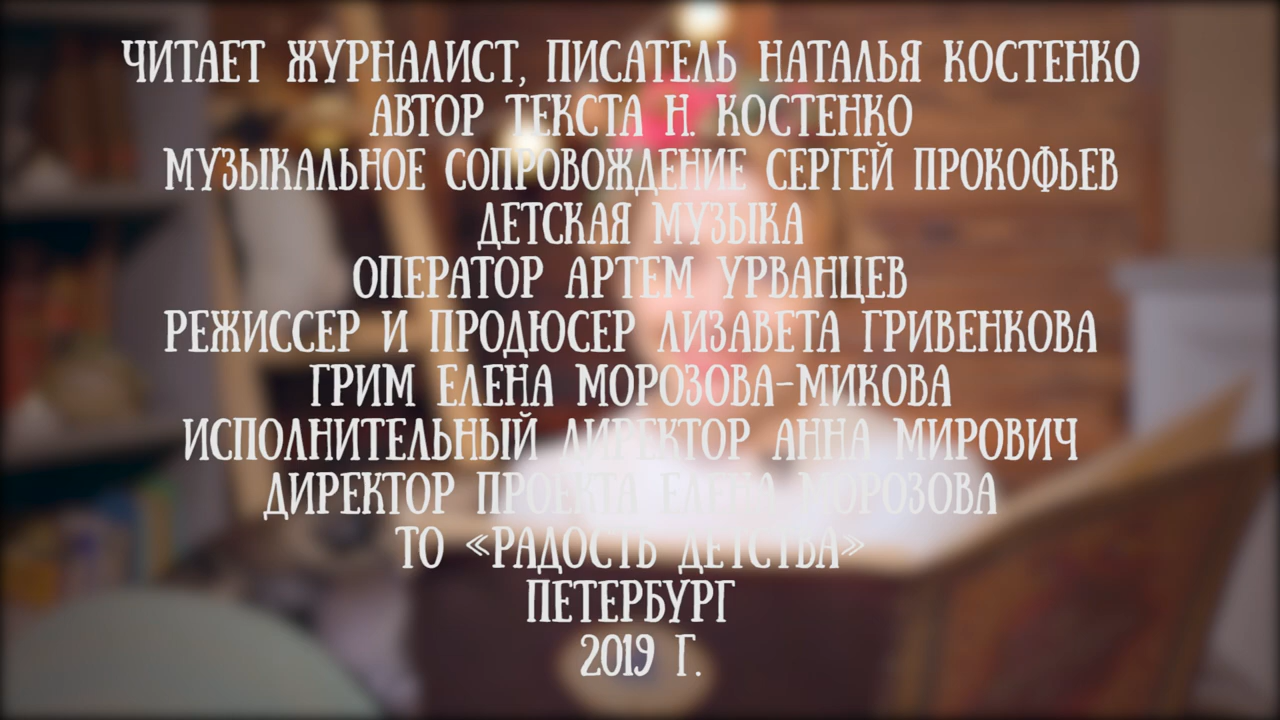 ЧИТАЕТ ЖУРНАЛИСТ, ПИСАТЕЛЬ НАТАЛЬЯ КОСТЕНКО
АВТОР ТЕКСТА Н. КОСТЕНКО
МУЗЫКАЛЬНОЕ СОПРОВОЖДЕНИЕ СЕРГЕЙ ПРОКОФЬЕВ
ДЕТСКАЯ МУЗЫКА
ОПЕРАТОР АРТЕМ УРВАНЦЕВ
РЕЖИССЕР И ПРОДЮСЕР ЛИЗАВЕТА ГРИВЕНКОВА
ГРИМ ЕЛЕНА МОРОЗОВА-МИКОВА
ИСПОЛНИТЕЛЬНЫЙ ДИРЕКТОР АННА МИРОВИЧ
ДИРЕКТОР ПРОЕКТА ЕЛЕНА МОРОЗОВА
ТО «РАДОСТЬ ДЕТСТВА»
ПЕТЕРБУРГ
2019 Г.